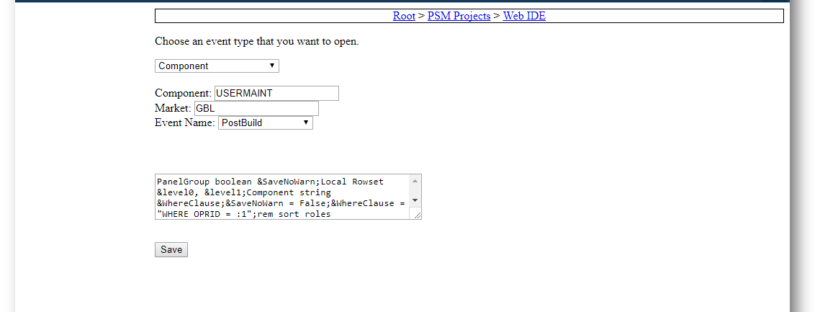 Root > PSM Projects > Web IDE
Choose an event type that you want to open.
Component
Component: USERMAINT
Market: GBL
Event Name: PostBuild
PanelGroup boolean &SaveNoWarn;Local Rowset
&level0, &level1;Component string
&WhereClause;&SaveNoWarn = False;&WhereClause =
"WHERE OPRID = :1";rem sort roles
Save